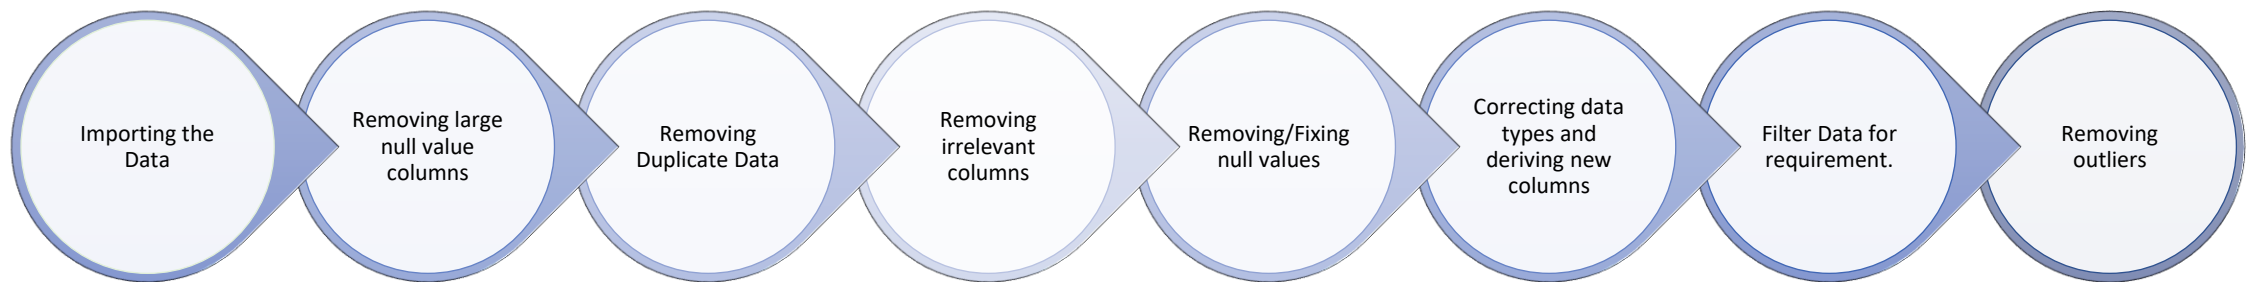 Importing the
Data
Removing large
null value
columns
Removing
Duplicate Data
Removing
irrelevant
columns
Removing/Fixing
null values
Correcting data
types and
deriving new
columns
Filter Data for
requirement.
Removing
outliers